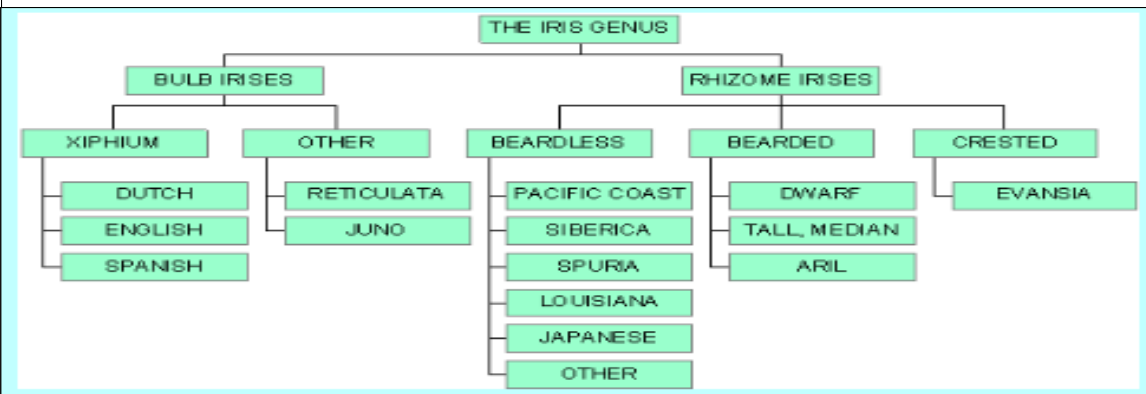 THE IRIS GENUS
BULB IRISES
RHIZOME IRISES
XIPHIUM
OTHER
BEARDLESS
BEARDED
CRESTED
DUTCH
RETICULATA
PACIFIC COAST
DWARF
EVANSIA
ENGLISH
JUNO
SIBERICA
TALL, MEDIAN
SPANISH
SPURIA
ARIL
LOUISIANA
JAPANESE
OTHER